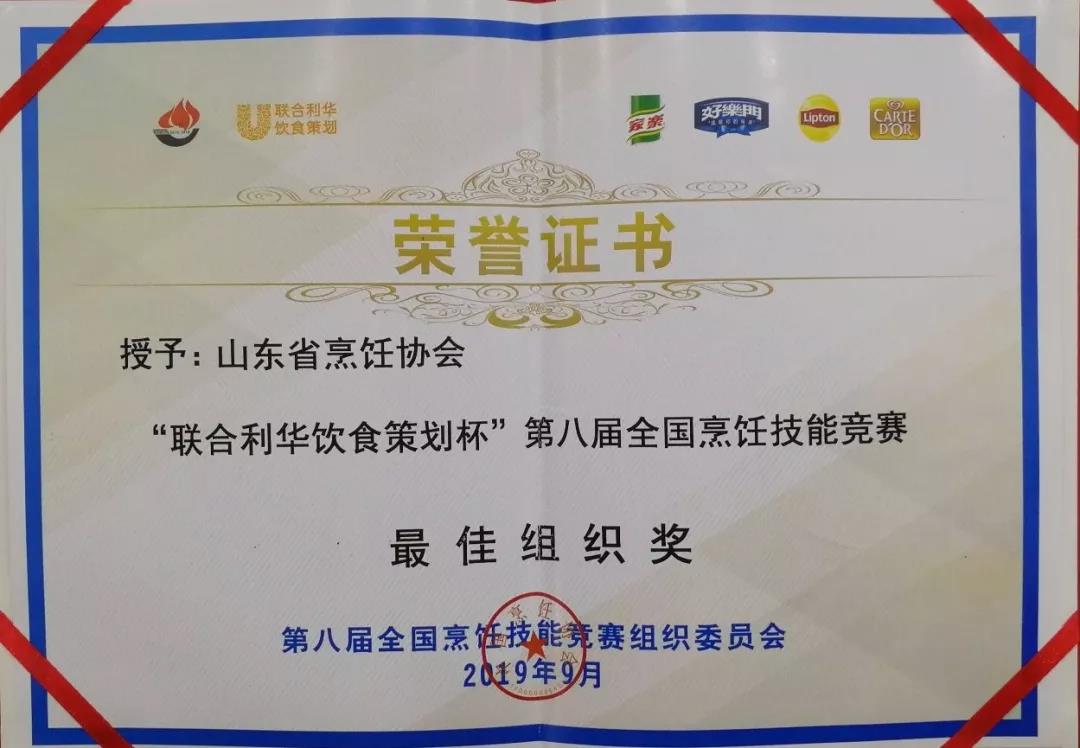 联合利华
饮食策划
家樂
好樂門
Lipton
CARTE
D'OR
荣誉证书
授予：山东省烹饪协会
“联合利华饮食策划杯”第八届全国烹饪技能竞赛
最佳组织奖
第八届全国烹饪技能竞赛组织委员会
2019年9月